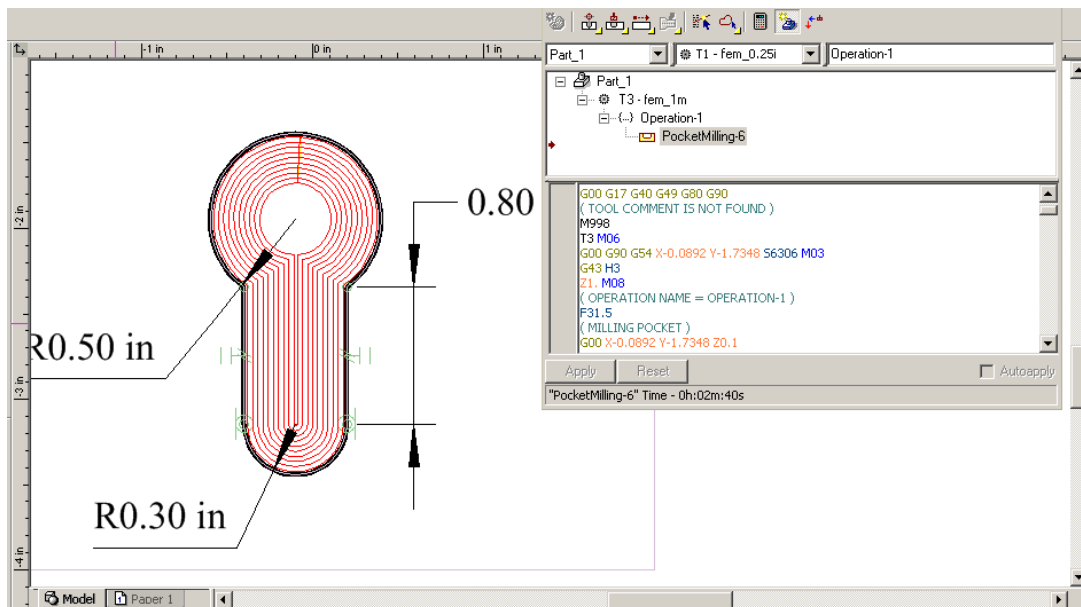 -1 in
0 in
1 in
-2 in
-3 in
-4 in
0.80
R0.50 in
R0.30 in
Model
Paper 1
Part_1
T1 - fem_0.25i
Operation-1
Part_1
T3 - fem_1m
Operation-1
PocketMilling-6
G00 G17 G40 G49 G80 G90
( TOOL COMMENT IS NOT FOUND )
M998
T3 M06
G00 G90 G54 X-0.0892 Y-1.7348 S6306 M03
G43 H3
Z1. M08
( OPERATION NAME = OPERATION-1 )
F31.5
( MILLING POCKET )
G00 X-0.0892 Y-1.7348 Z0.1
Apply
Reset
Autoapply
"PocketMilling-6" Time - 0h:02m:40s